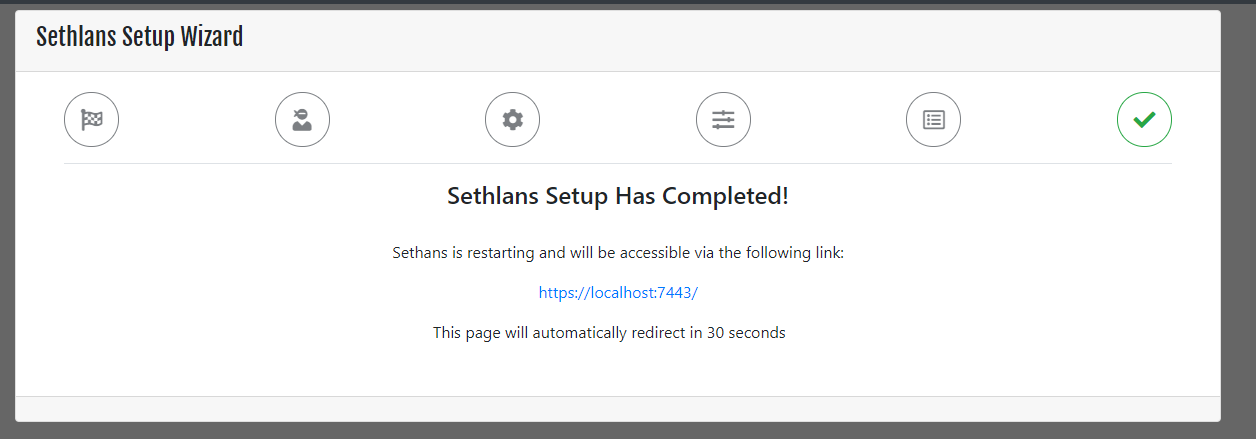 Sethlans Setup Wizard
Sethlans Setup Has Completed!
Sethans is restarting and will be accessible via the following link:
https://localhost:7443/
This page will automatically redirect in 30 seconds